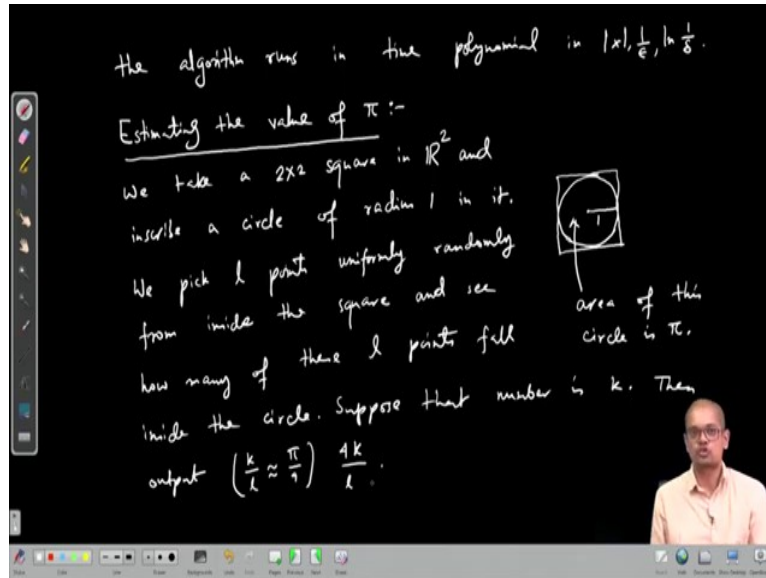 the algorithm runs in time polynomial in |x|, 1/ε, ln 1/δ.
Estimating the value of π :-
We take a 2x2 square in ℝ² and
inscribe a circle of radius 1 in it.
We pick l points uniformly randomly
from inside the square and see
how many of these l points fall
inside the circle. Suppose that number is k. Then
output (k/l ≈ π/4) 4k/l.
1
area of this
circle is π.